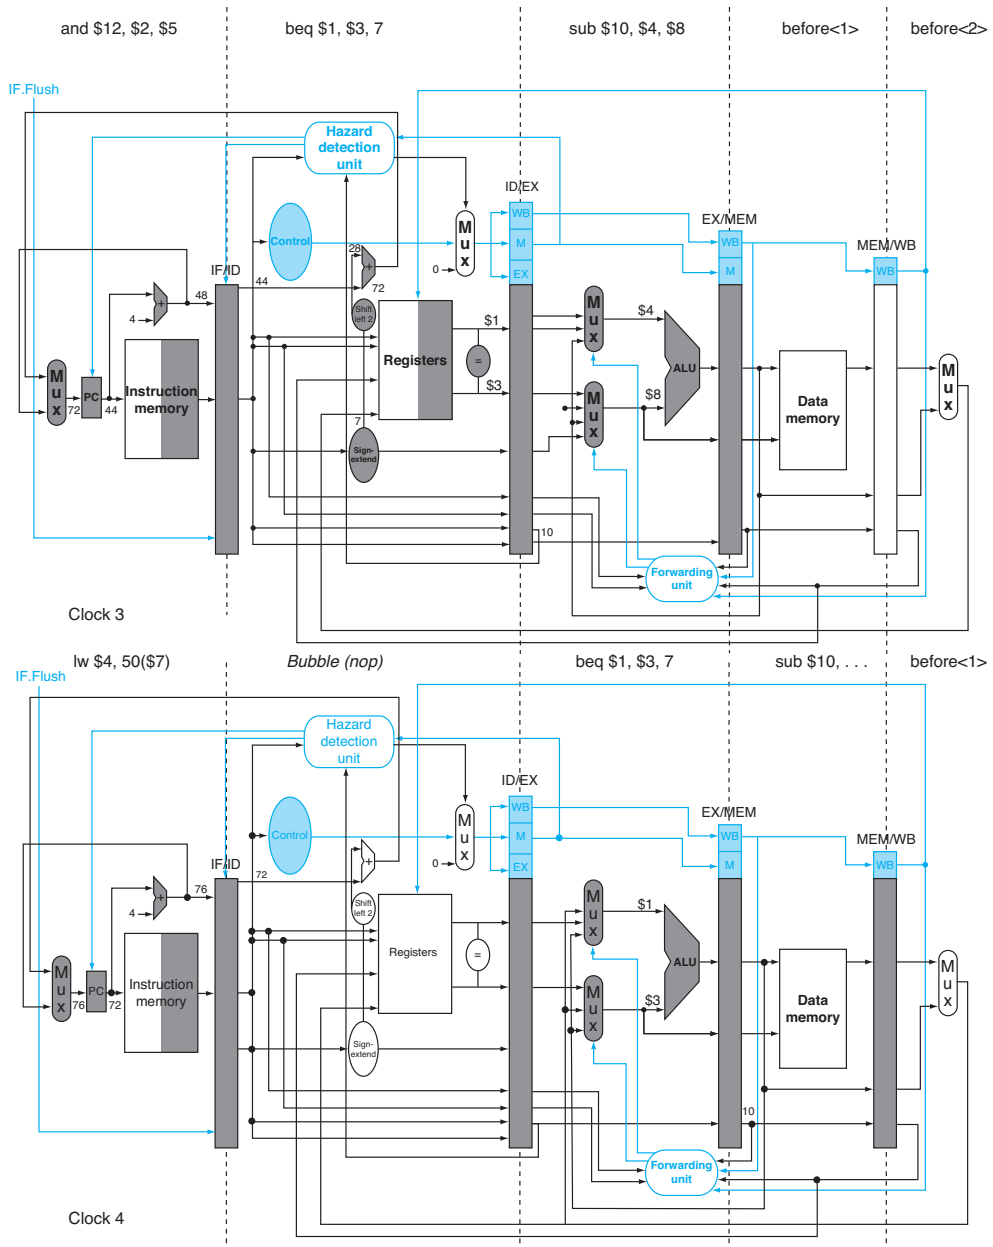 and $12, $2, $5
beq $1, $3, 7
sub $10, $4, $8
before<1>
before<2>
IF.Flush
Hazard
detection
unit
ID/EX
WB
EX/MEM
M
u
x
Control
28
M
WB
MEM/WB
+
0
EX
M
WB
IF/ID
44
72
48
+
4
Shift
left 2
$1
M
u
x
$4
Registers
=
ALU
M
u
x
PC
72
44
Instruction
memory
$3
M
u
x
$8
Data
memory
M
u
x
7
Sign-
extend
10
Forwarding
unit
Clock 3
lw $4, 50($7)
Bubble (nop)
beq $1, $3, 7
sub $10, . . .
before<1>
IF.Flush
Hazard
detection
unit
ID/EX
WB
EX/MEM
M
u
x
Control
M
WB
MEM/WB
+
0
EX
M
WB
IF/ID
72
76
+
4
Shift
left 2
M
u
x
$1
Registers
=
ALU
M
u
x
PC
76
72
Instruction
memory
M
u
x
$3
Data
memory
M
u
x
Sign-
extend
10
Forwarding
unit
Clock 4